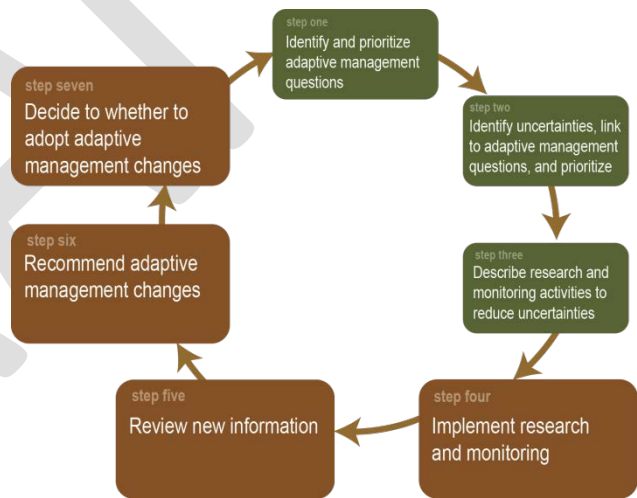 step one
Identify and prioritize
adaptive management
questions
step two
Identify uncertainties, link
to adaptive management
questions, and prioritize
step three
Describe research and
monitoring activities to
reduce uncertainties
step four
Implement research
and monitoring
step five
Review new information
step six
Recommend adaptive
management changes
step seven
Decide to whether to
adopt adaptive
management changes